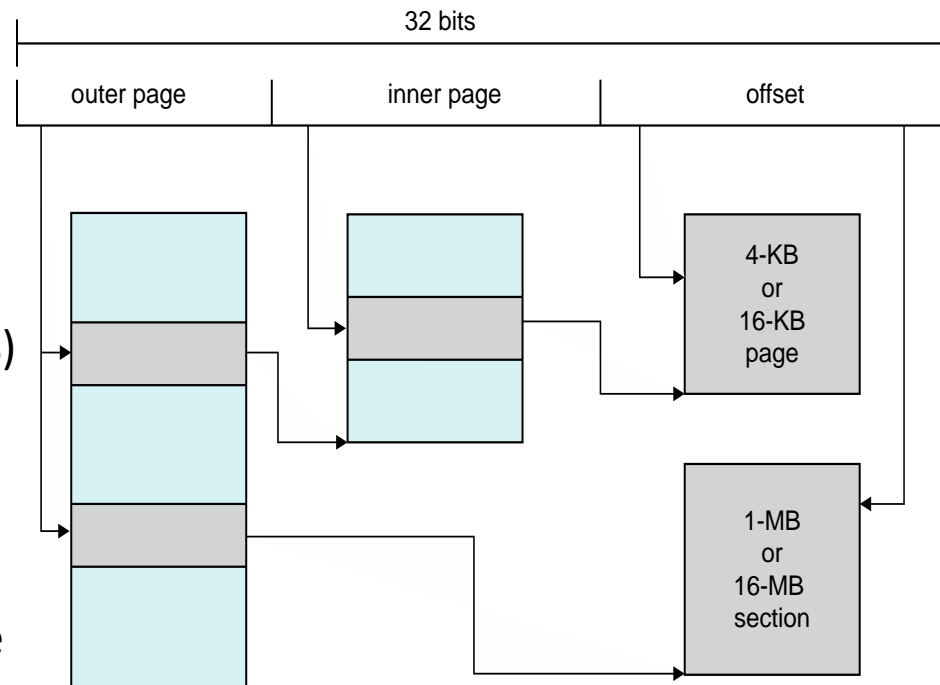 32 bits
outer page
inner page
offset
4-KB
or
16-KB
page
)
1-MB
or
16-MB
section
e